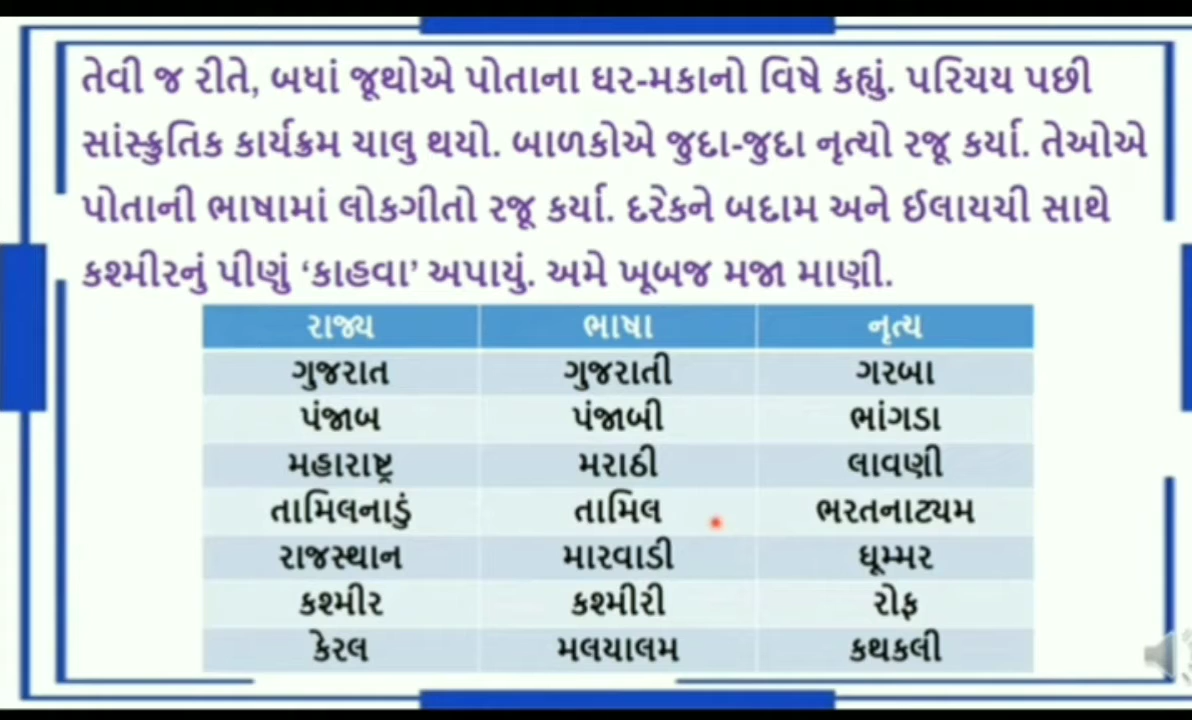 તેવી જ રીતે, બધાં જૂથોએ પોતાના ઘર-મકાનો વિષે કહ્યું. પરિચય પછી
સાંસ્ક્રુતિક કાર્યક્રમ ચાલુ થયો. બાળકોએ જુદા-જુદા નૃત્યો રજૂ કર્યા. તેઓએ
પોતાની ભાષામાં લોકગીતો રજૂ કર્યા. દરેકને બદામ અને ઈલાયચી સાથે
કશ્મીરનું પીણું ‘કાહવા’ અપાયું. અમે ખૂબજ મજા માણી.
રાજ્ય ભાષા નૃત્ય
ગુજરાત ગુજરાતી ગરબા
પંજાબ પંજાબી ભાંગડા
મહારાષ્ટ્ર મરાઠી લાવણી
તામિલનાડું તામિલ ભરતનાટ્યમ
રાજસ્થાન મારવાડી ઘૂમ્મર
કશ્મીર કશ્મીરી રોફ
કેરલ મલયાલમ કથકલી